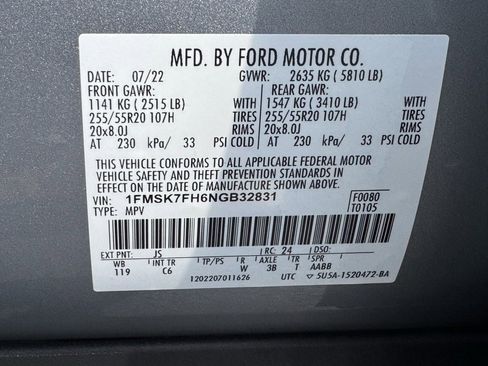 MFD. BY FORD MOTOR CO.
DATE: 07/22 GVWR: 2635 KG (5810 LB)
FRONT GAWR: REAR GAWR:
1141 KG (2515 LB) WITH 1547 KG (3410 LB) WITH
255/55R20 107H TIRES 255/55R20 107H TIRES
20x8.0J RIMS 20x8.0J RIMS
AT 230 kPa/ 33 PSI COLD AT 230 kPa/ 33 PSI COLD
THIS VEHICLE CONFORMS TO ALL APPLICABLE FEDERAL MOTOR
VEHICLE SAFETY AND THEFT PREVENTION STANDARDS IN
EFFECT ON THE DATE OF MANUFACTURE SHOWN ABOVE.
VIN: 1FMSK7FH6NGB32831 F0080
TYPE: MPV T0105
EXT PNT: JS RC: 24 DSO:
WB INT TR TP/PS R AXLE TR SPR
119 C6 W 3B T AABB
1202207011626 UTC ▽ SU5A-1520472-BA